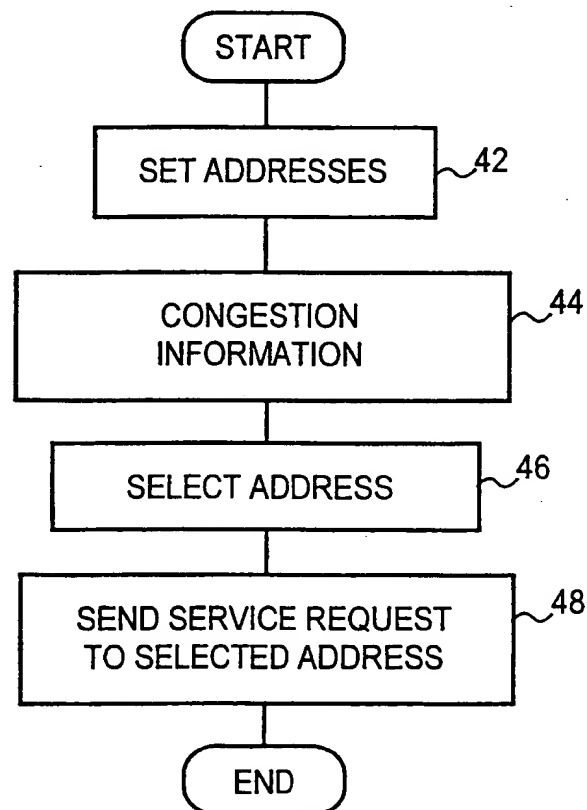 START
SET ADDRESSES
42
CONGESTION
INFORMATION
44
SELECT ADDRESS
46
SEND SERVICE REQUEST
TO SELECTED ADDRESS
48
END